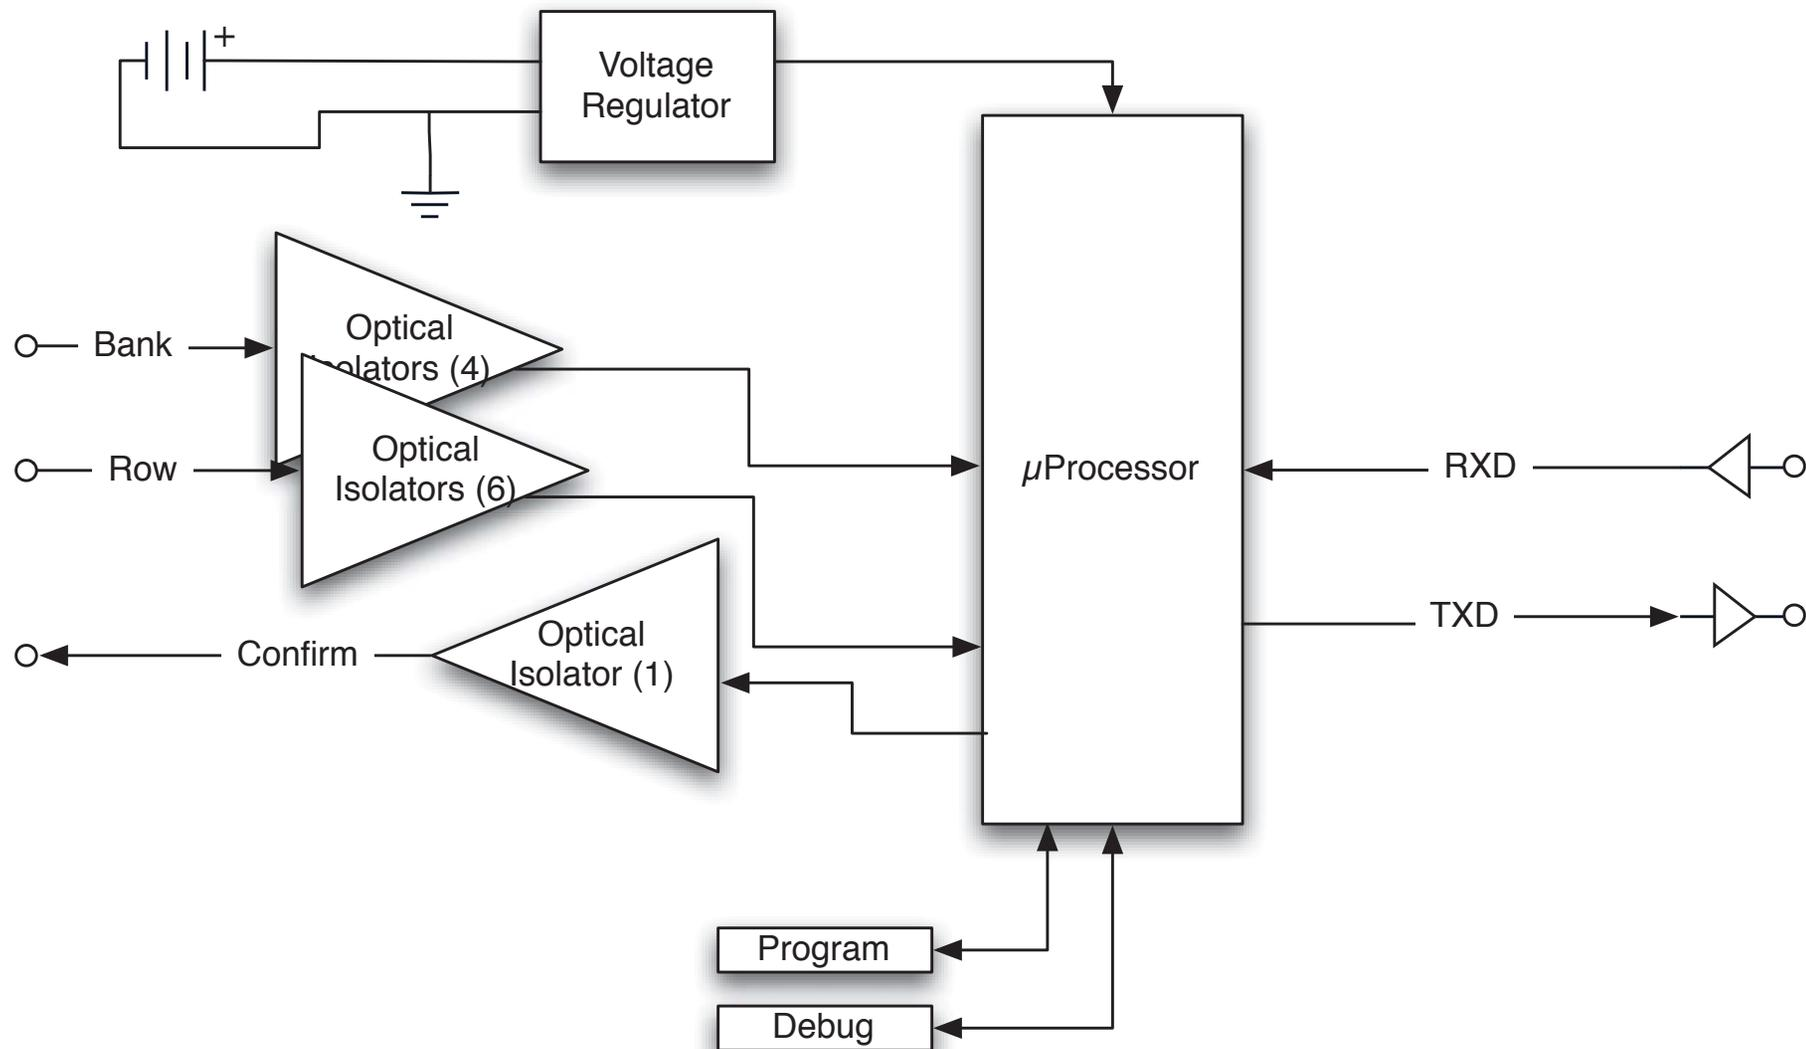 +
Voltage
Regulator
Optical
Isolators (4)
Bank
Optical
Isolators (6)
Row
µProcessor
RXD
TXD
Optical
Isolator (1)
Confirm
Program
Debug